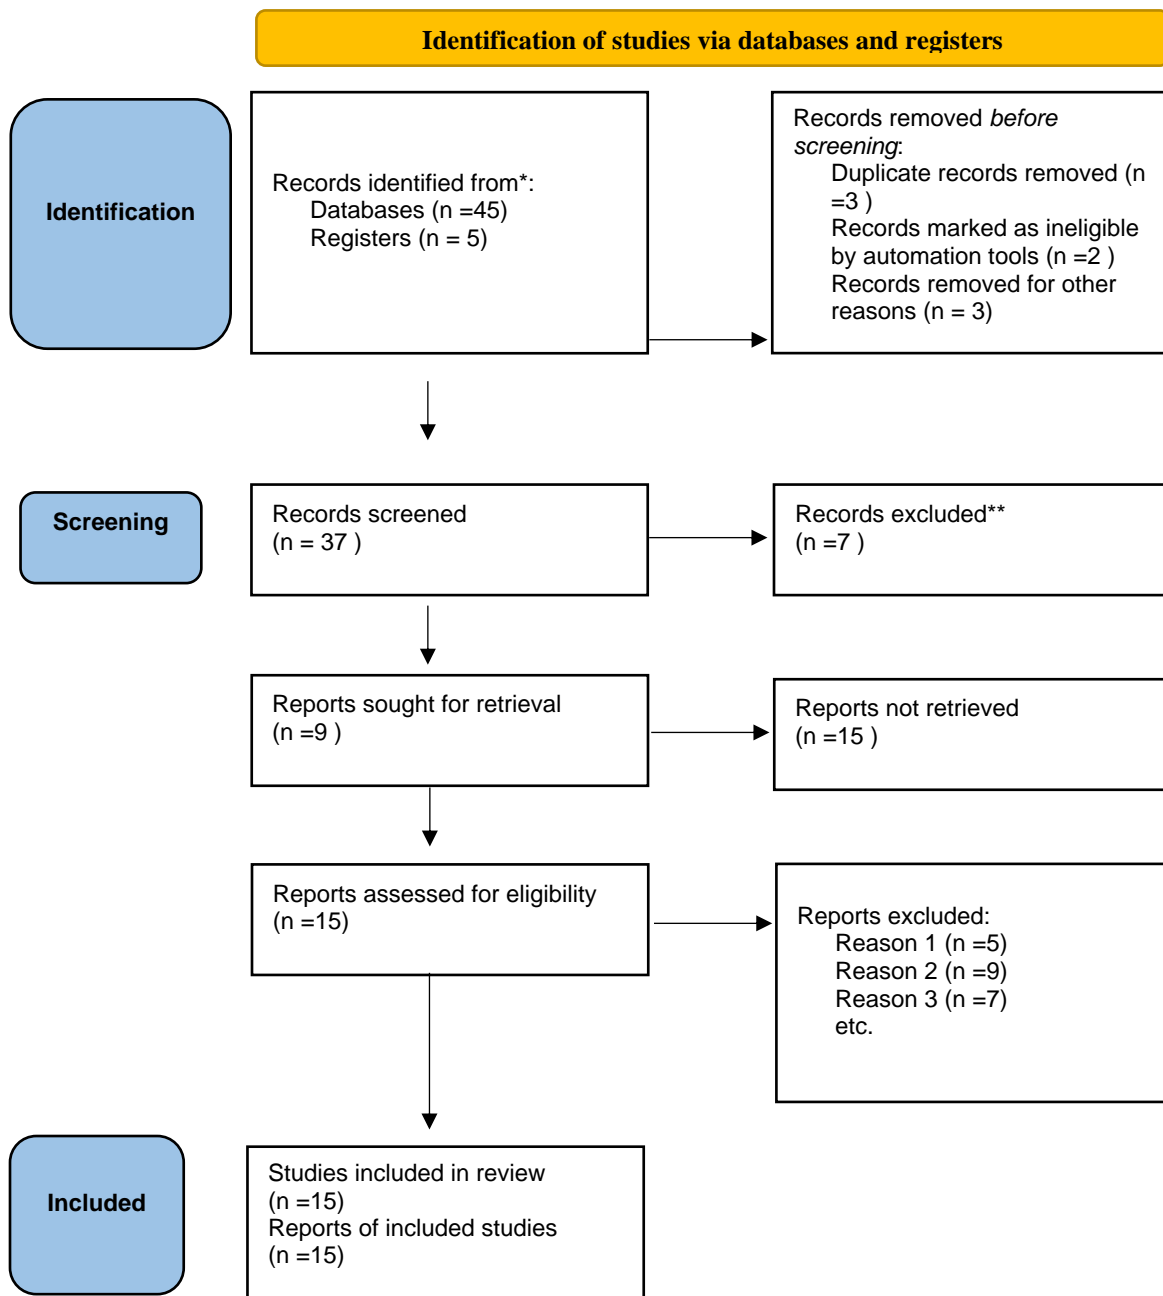 Identification of studies via databases and registers
Identification
Records identified from*:
Databases (n =45)
Registers (n = 5)
Records removed before
screening:
Duplicate records removed (n
=3 )
Records marked as ineligible
by automation tools (n =2 )
Records removed for other
reasons (n = 3)
Screening
Records screened
(n = 37 )
Records excluded**
(n =7 )
Reports sought for retrieval
(n =9 )
Reports not retrieved
(n =15 )
Reports assessed for eligibility
(n =15)
Reports excluded:
Reason 1 (n =5)
Reason 2 (n =9)
Reason 3 (n =7)
etc.
Included
Studies included in review
(n =15)
Reports of included studies
(n =15)